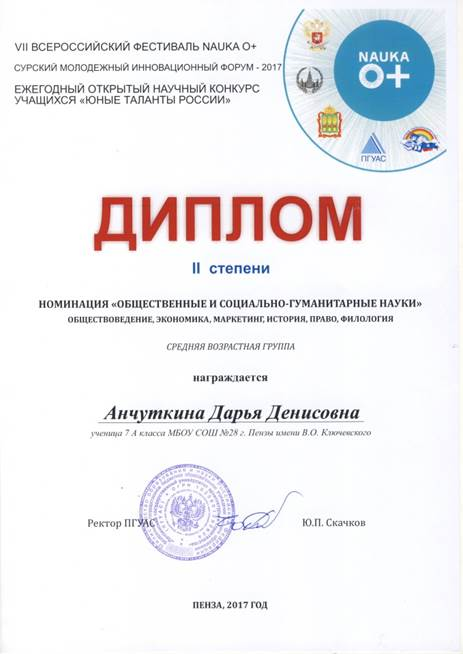 VII ВСЕРОССИЙСКИЙ ФЕСТИВАЛЬ NAUKA O+
СУРСКИЙ МОЛОДЕЖНЫЙ ИННОВАЦИОННЫЙ ФОРУМ - 2017
ЕЖЕГОДНЫЙ ОТКРЫТЫЙ НАУЧНЫЙ КОНКУРС
УЧАЩИХСЯ «ЮНЫЕ ТАЛАНТЫ РОССИИ»
NAUKA
O+
ПГУАС
ДИПЛОМ
II степени
НОМИНАЦИЯ «ОБЩЕСТВЕННЫЕ И СОЦИАЛЬНО-ГУМАНИТАРНЫЕ НАУКИ»
ОБЩЕСТВОВЕДЕНИЕ, ЭКОНОМИКА, МАРКЕТИНГ, ИСТОРИЯ, ПРАВО, ФИЛОЛОГИЯ
СРЕДНЯЯ ВОЗРАСТНАЯ ГРУППА
награждается
Анчуткина Дарья Денисовна
ученица 7 А класса МБОУ СОШ №28 г. Пензы имени В.О. Ключевского
Ректор ПГУАС Ю.П. Скачков
ПЕНЗА, 2017 ГОД